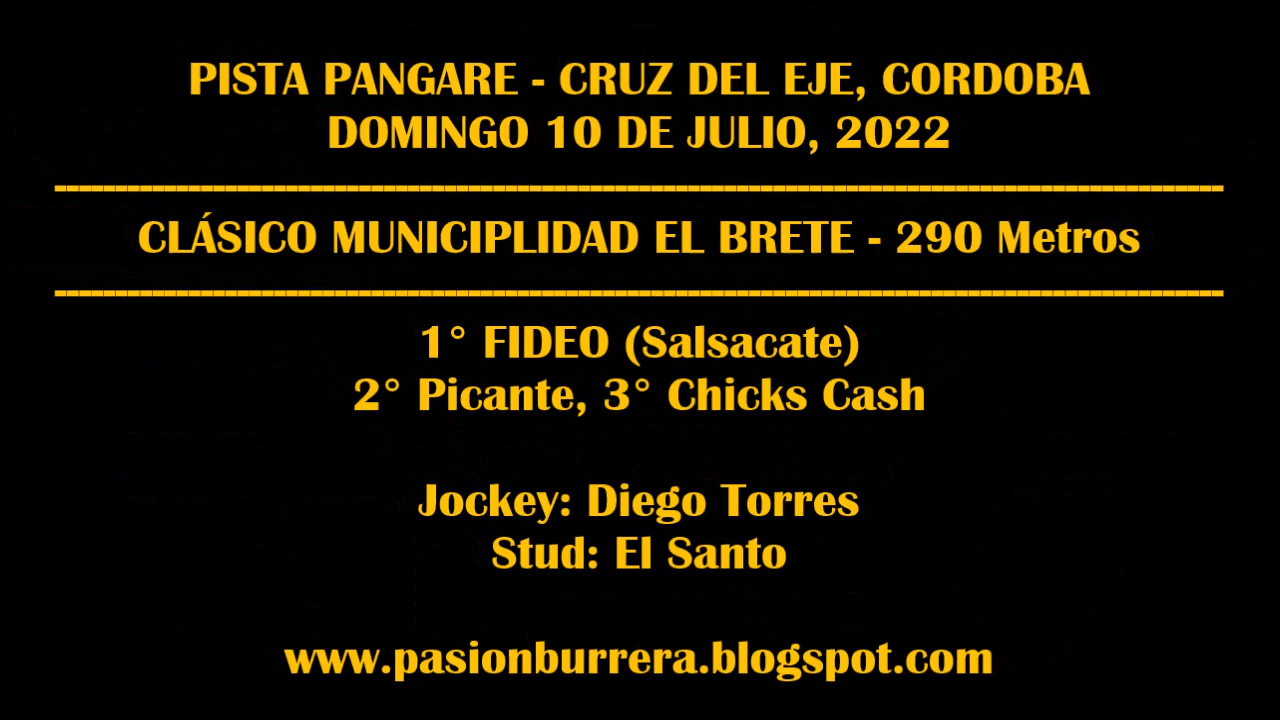 PISTA PANGARE - CRUZ DEL EJE, CORDOBA
DOMINGO 10 DE JULIO, 2022
CLÁSICO MUNICIPLIDAD EL BRETE - 290 Metros
1° FIDEO (Salsacate)
2° Picante, 3° Chicks Cash
Jockey: Diego Torres
Stud: El Santo
www.pasionburrera.blogspot.com